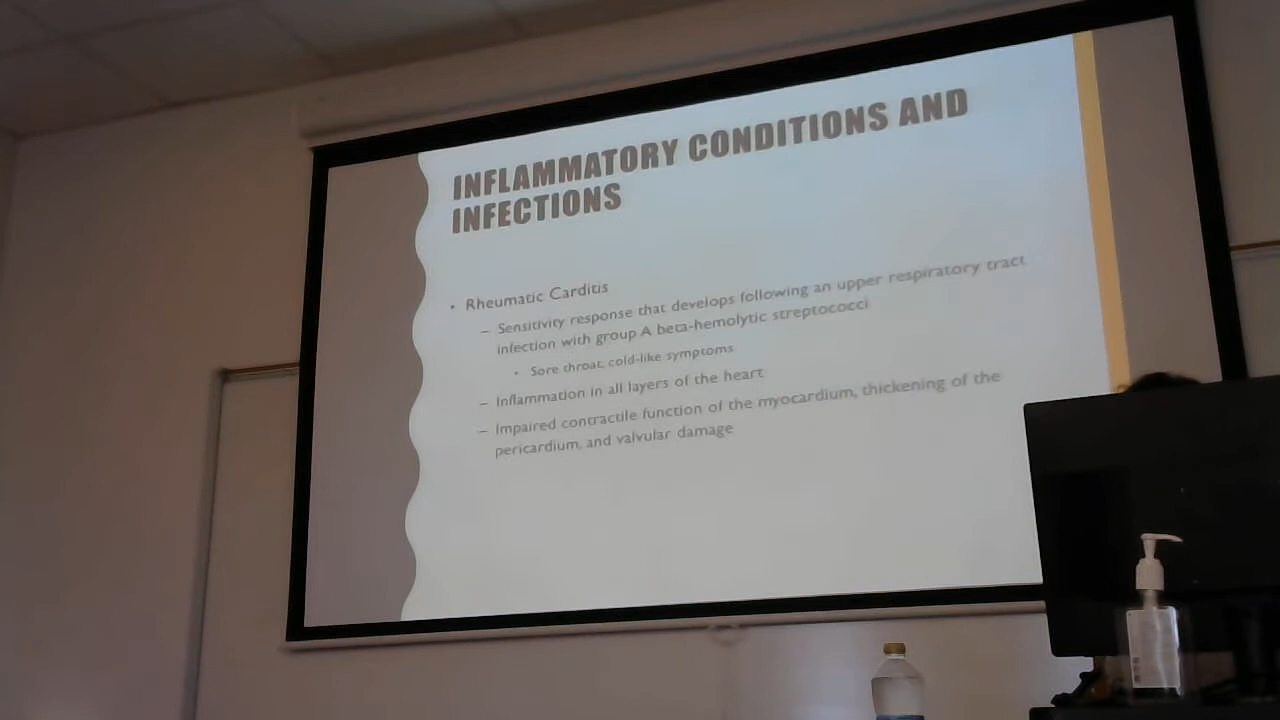 INFLAMMATORY CONDITIONS AND
INFECTIONS
• Rheumatic Carditis
– Sensitivity response that develops following an upper respiratory tract
infection with group A beta-hemolytic streptococci
• Sore throat, cold-like symptoms
– Inflammation in all layers of the heart
– Impaired contractile function of the myocardium, thickening of the
pericardium, and valvular damage